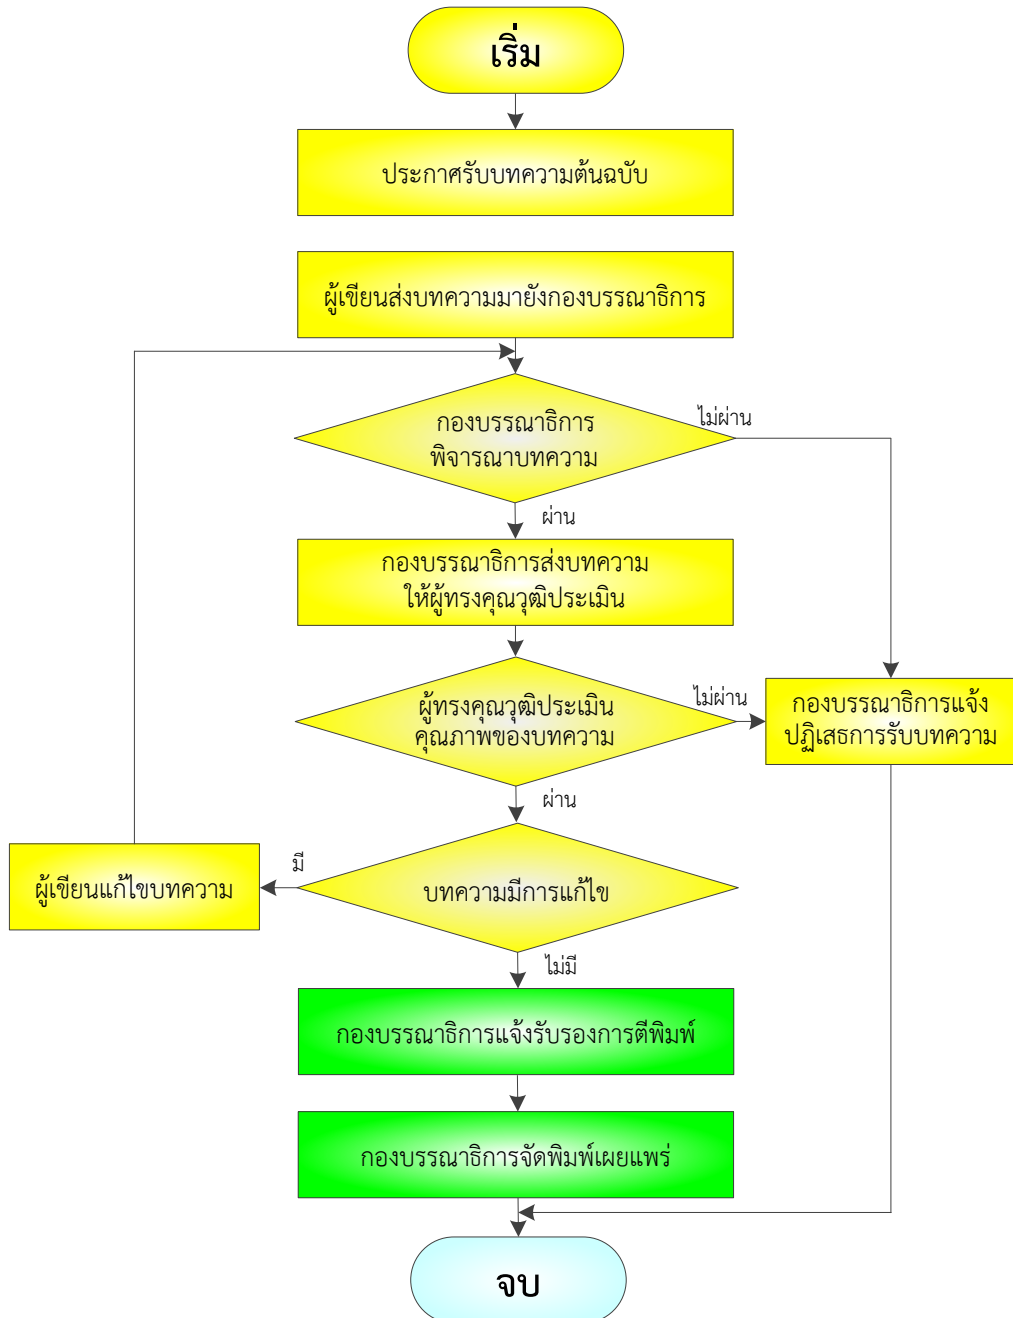 เริ่ม
ประกาศรับบทความต้นฉบับ
ผู้เขียนส่งบทความมายังกองบรรณาธิการ
กองบรรณาธิการ
พิจารณาบทความ
ไม่ผ่าน
ผ่าน
กองบรรณาธิการส่งบทความ
ให้ผู้ทรงคุณวุฒิประเมิน
ผู้ทรงคุณวุฒิประเมิน
คุณภาพของบทความ
ไม่ผ่าน
กองบรรณาธิการแจ้ง
ปฏิเสธการรับบทความ
ผ่าน
บทความมีการแก้ไข
มี
ผู้เขียนแก้ไขบทความ
ไม่มี
กองบรรณาธิการแจ้งรับรองการตีพิมพ์
กองบรรณาธิการจัดพิมพ์เผยแพร่
จบ